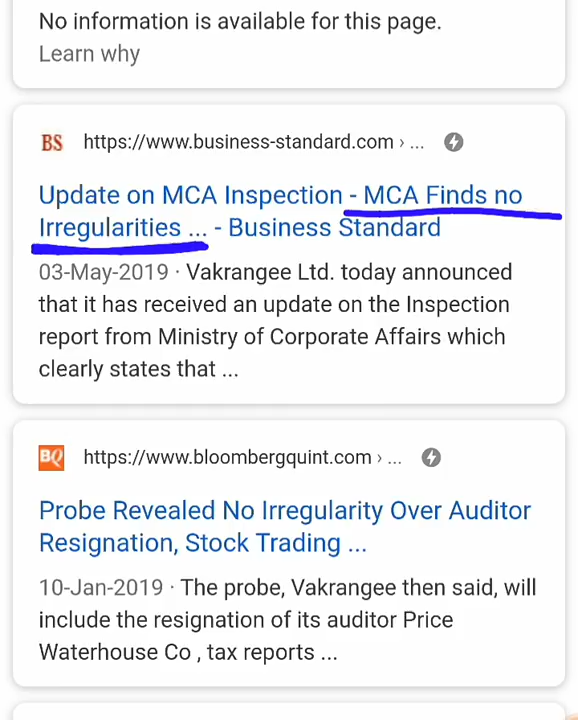 No information is available for this page.
Learn why
BS https://www.business-standard.com › ...
Update on MCA Inspection - MCA Finds no
Irregularities ... - Business Standard
03-May-2019 · Vakrangee Ltd. today announced
that it has received an update on the Inspection
report from Ministry of Corporate Affairs which
clearly states that ...
BQ https://www.bloombergquint.com › ...
Probe Revealed No Irregularity Over Auditor
Resignation, Stock Trading ...
10-Jan-2019 · The probe, Vakrangee then said, will
include the resignation of its auditor Price
Waterhouse Co , tax reports ...